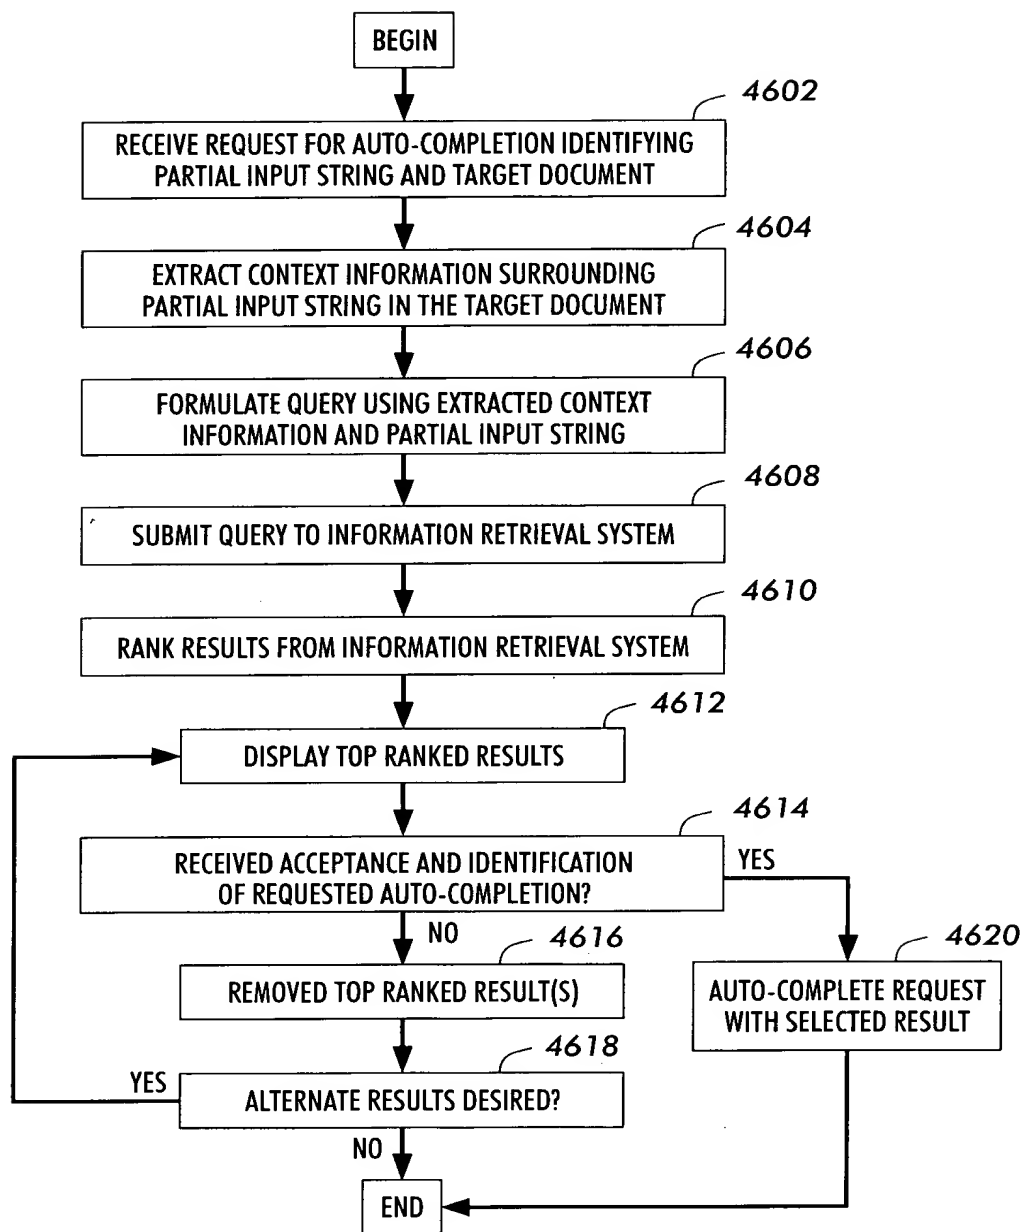 BEGIN
4602
RECEIVE REQUEST FOR AUTO-COMPLETION IDENTIFYING
PARTIAL INPUT STRING AND TARGET DOCUMENT
4604
EXTRACT CONTEXT INFORMATION SURROUNDING
PARTIAL INPUT STRING IN THE TARGET DOCUMENT
4606
FORMULATE QUERY USING EXTRACTED CONTEXT
INFORMATION AND PARTIAL INPUT STRING
4608
SUBMIT QUERY TO INFORMATION RETRIEVAL SYSTEM
4610
RANK RESULTS FROM INFORMATION RETRIEVAL SYSTEM
4612
DISPLAY TOP RANKED RESULTS
4614
RECEIVED ACCEPTANCE AND IDENTIFICATION
OF REQUESTED AUTO-COMPLETION?
YES
NO
4616
REMOVED TOP RANKED RESULT(S)
4620
AUTO-COMPLETE REQUEST
WITH SELECTED RESULT
4618
YES
ALTERNATE RESULTS DESIRED?
NO
END